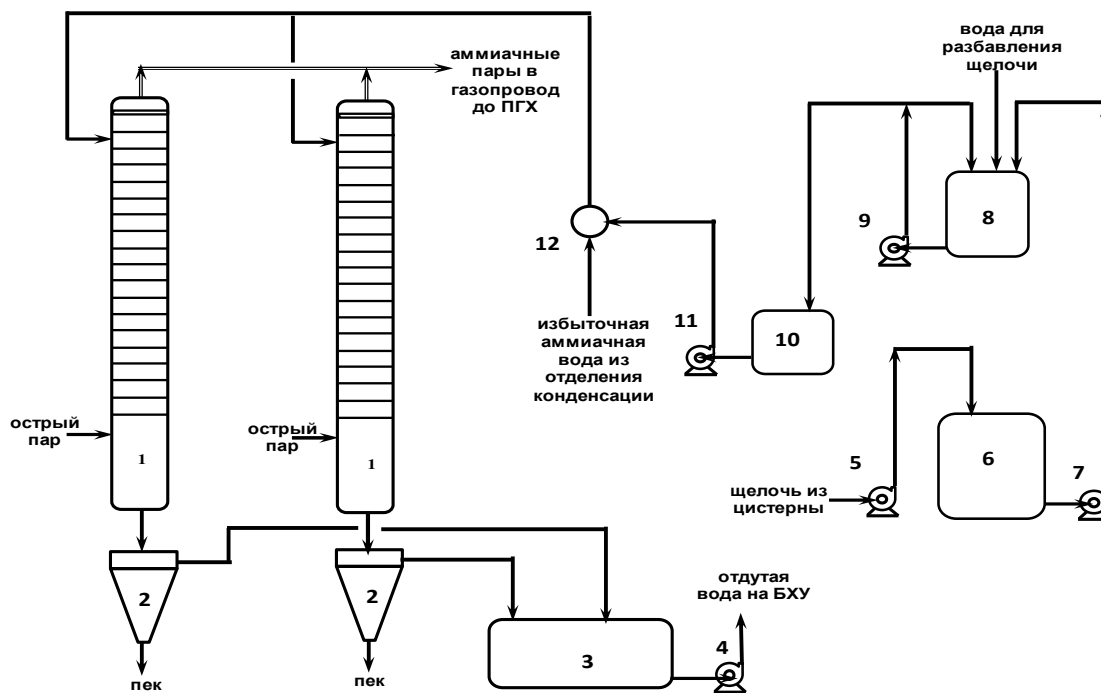 вода для
разбавления
щелочи
аммиачные
пары в
газопровод
до ПГХ
8
9
12
избыточная
аммиачная
вода из
отделения
конденсации
11
10
острый
пар
1
острый
пар
1
5
6
7
щелочь из
цистерны
2
2
отдутая
вода на БХУ
3
4
пек
пек